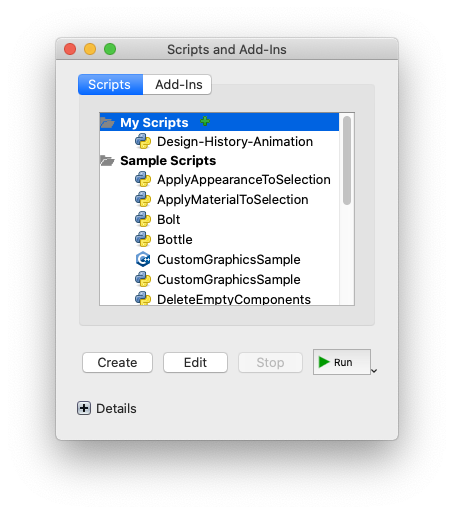 Scripts and Add-Ins
Scripts Add-Ins
My Scripts
Design-History-Animation
Sample Scripts
ApplyAppearanceToSelection
ApplyMaterialToSelection
Bolt
Bottle
C++ CustomGraphicsSample
CustomGraphicsSample
DeleteEmptyComponents
Create Edit Stop Run
Details